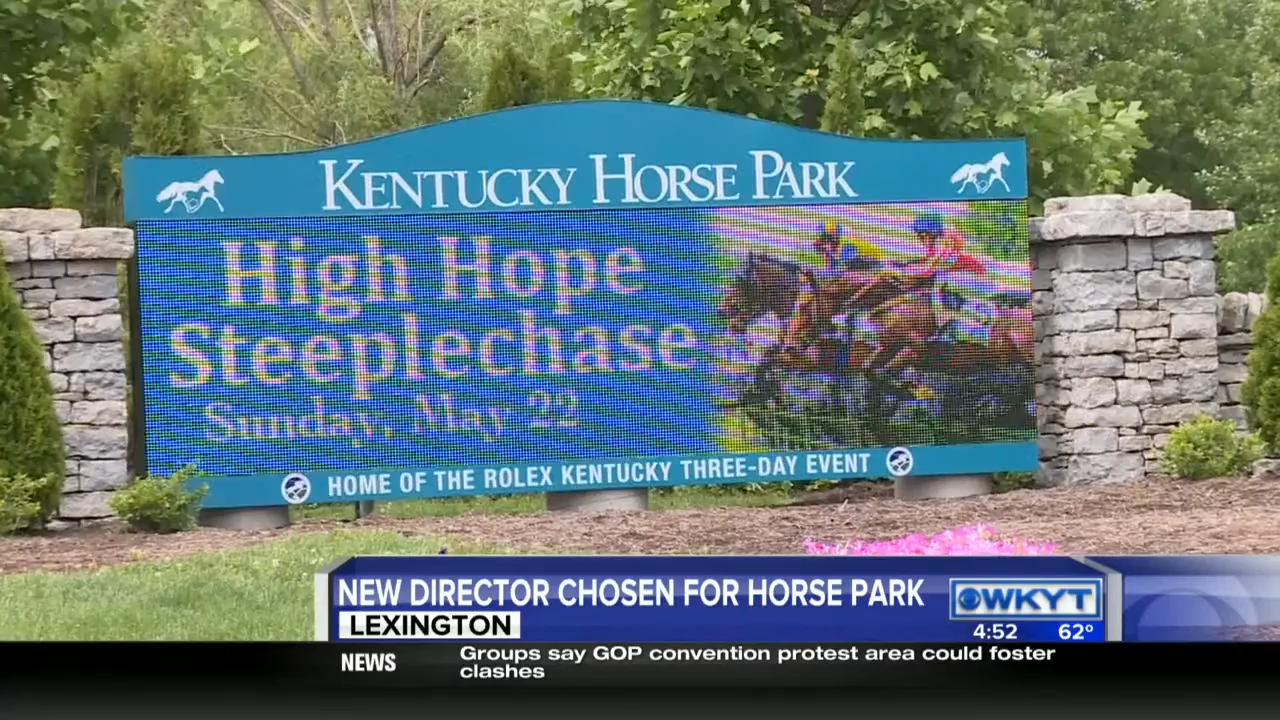 KENTUCKY HORSE PARK
High Hope
Steeplechase
Sunday, May 22
HOME OF THE ROLEX KENTUCKY THREE-DAY EVENT
NEW DIRECTOR CHOSEN FOR HORSE PARK
WKYT
LEXINGTON
4:52 62°
NEWS
Groups say GOP convention protest area could foster
clashes